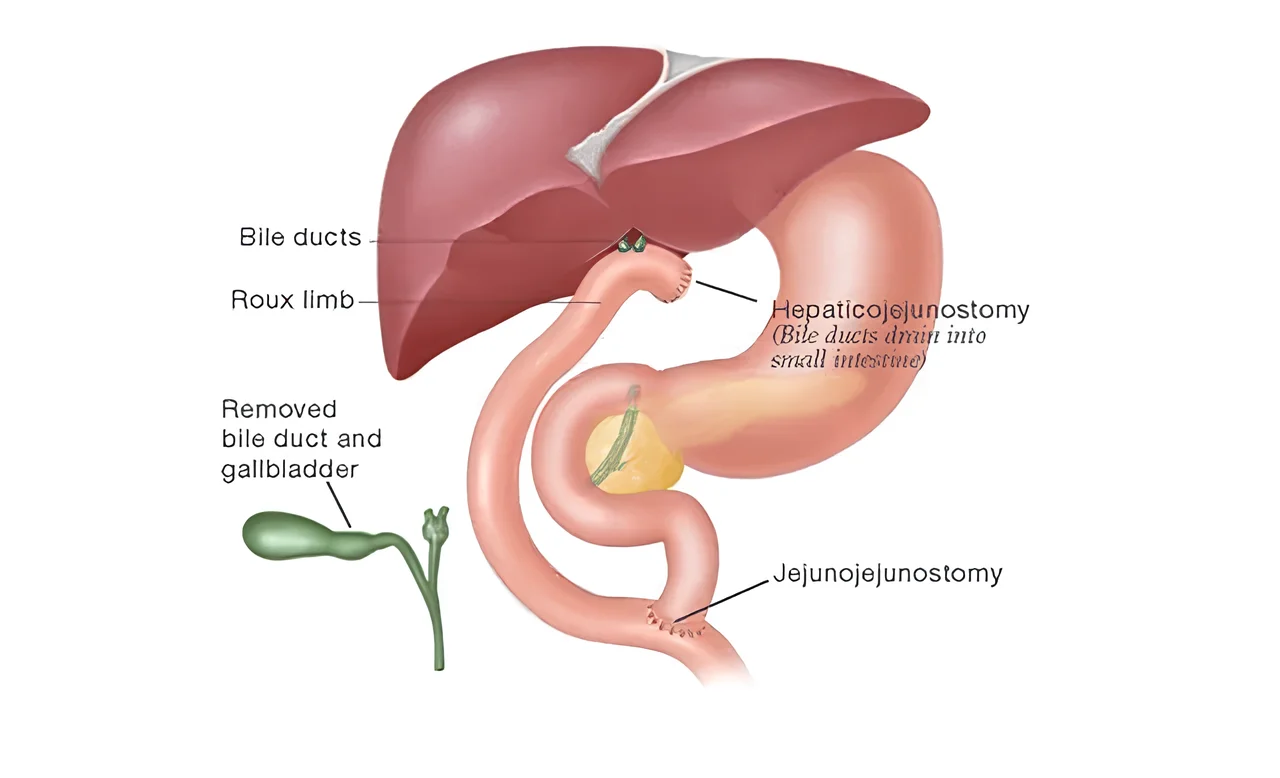 Bile ducts
Roux limb
Hepaticojejunostomy
(Bile ducts drain into
small intestine)
Removed
bile duct and
gallbladder
Jejunojejunostomy